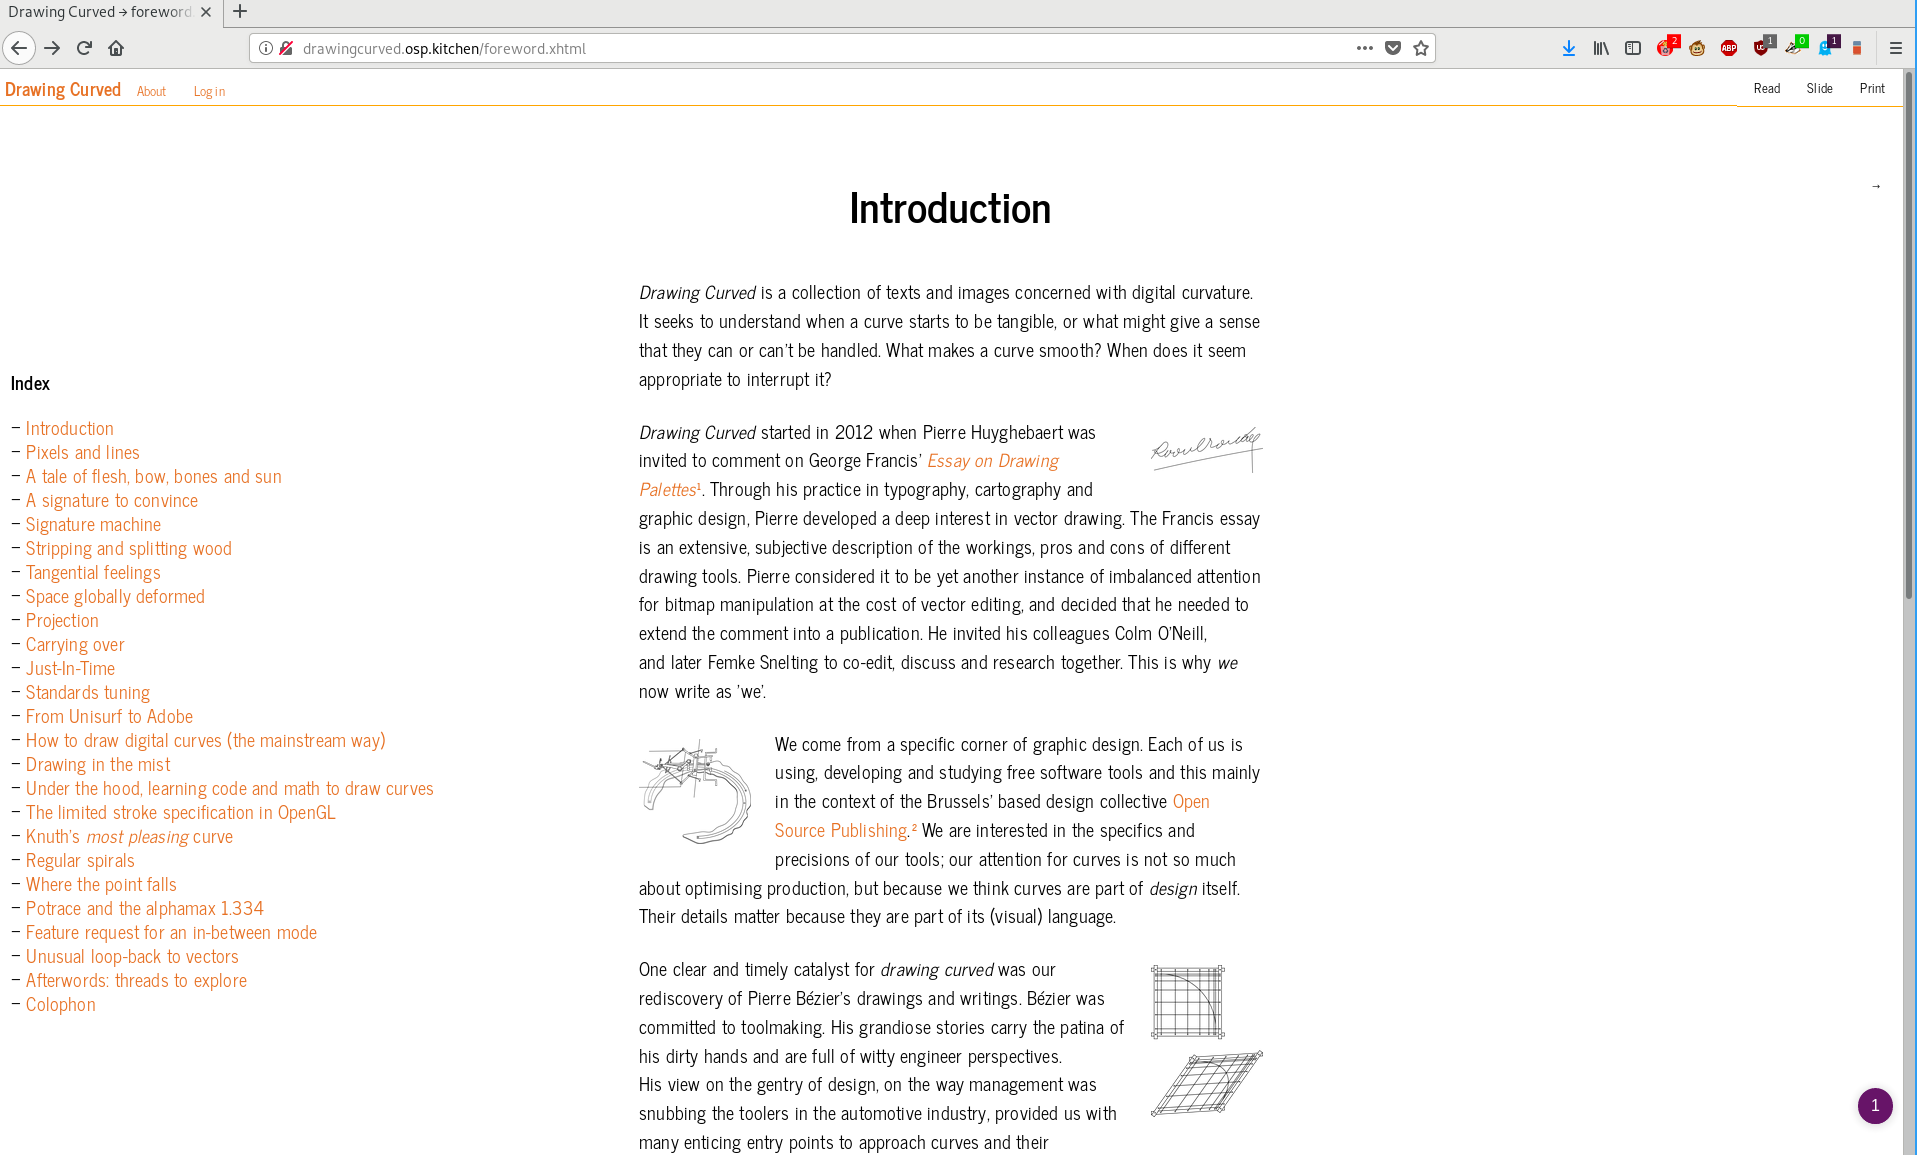 Drawing Curved → foreword
drawingcurved.osp.kitchen/foreword.xhtml
2
ABP
1
0
1
Drawing Curved About Log in
Read Slide Print
→
Introduction
Drawing Curved is a collection of texts and images concerned with digital curvature.
It seeks to understand when a curve starts to be tangible, or what might give a sense
that they can or can’t be handled. What makes a curve smooth? When does it seem
appropriate to interrupt it?
Index
– Introduction
– Pixels and lines
– A tale of flesh, bow, bones and sun
– A signature to convince
– Signature machine
– Stripping and splitting wood
– Tangential feelings
– Space globally deformed
– Projection
– Carrying over
– Just-In-Time
– Standards tuning
– From Unisurf to Adobe
– How to draw digital curves (the mainstream way)
– Drawing in the mist
– Under the hood, learning code and math to draw curves
– The limited stroke specification in OpenGL
– Knuth’s most pleasing curve
– Regular spirals
– Where the point falls
– Potrace and the alphamax 1.334
– Feature request for an in-between mode
– Unusual loop-back to vectors
– Afterwords: threads to explore
– Colophon
Drawing Curved started in 2012 when Pierre Huyghebaert was
invited to comment on George Francis’ Essay on Drawing
Palettes¹. Through his practice in typography, cartography and
graphic design, Pierre developed a deep interest in vector drawing. The Francis essay
is an extensive, subjective description of the workings, pros and cons of different
drawing tools. Pierre considered it to be yet another instance of imbalanced attention
for bitmap manipulation at the cost of vector editing, and decided that he needed to
extend the comment into a publication. He invited his colleagues Colm O’Neill,
and later Femke Snelting to co-edit, discuss and research together. This is why we
now write as ’we’.
We come from a specific corner of graphic design. Each of us is
using, developing and studying free software tools and this mainly
in the context of the Brussels’ based design collective Open
Source Publishing.² We are interested in the specifics and
precisions of our tools; our attention for curves is not so much
about optimising production, but because we think curves are part of design itself.
Their details matter because they are part of its (visual) language.
One clear and timely catalyst for drawing curved was our
rediscovery of Pierre Bézier’s drawings and writings. Bézier was
committed to toolmaking. His grandiose stories carry the patina of
his dirty hands and are full of witty engineer perspectives.
His view on the gentry of design, on the way management was
snubbing the toolers in the automotive industry, provided us with
many enticing entry points to approach curves and their
1